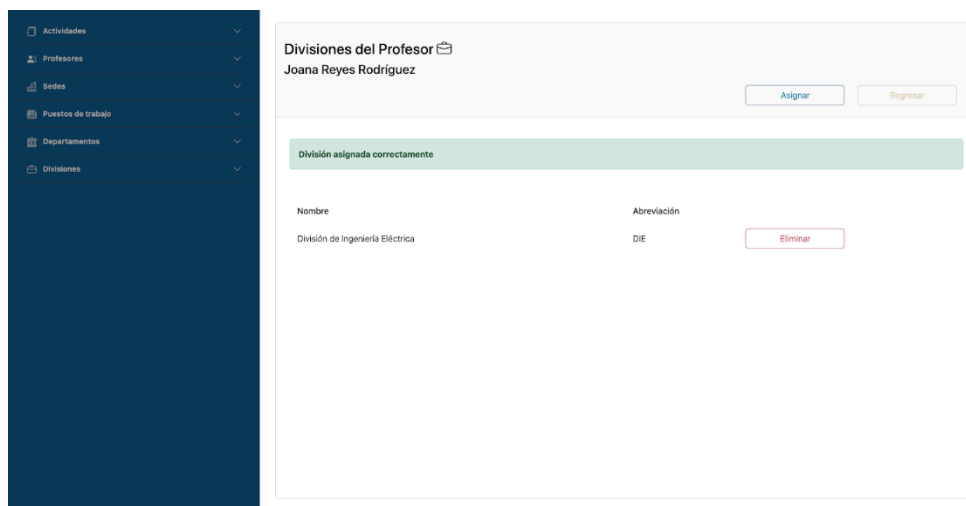 Actividades
Profesores
Sedes
Puestos de trabajo
Departamentos
Divisiones
Divisiones del Profesor
Joana Reyes Rodríguez
Asignar Regresar
División asignada correctamente
Nombre Abreviación
División de Ingeniería Eléctrica DIE Eliminar